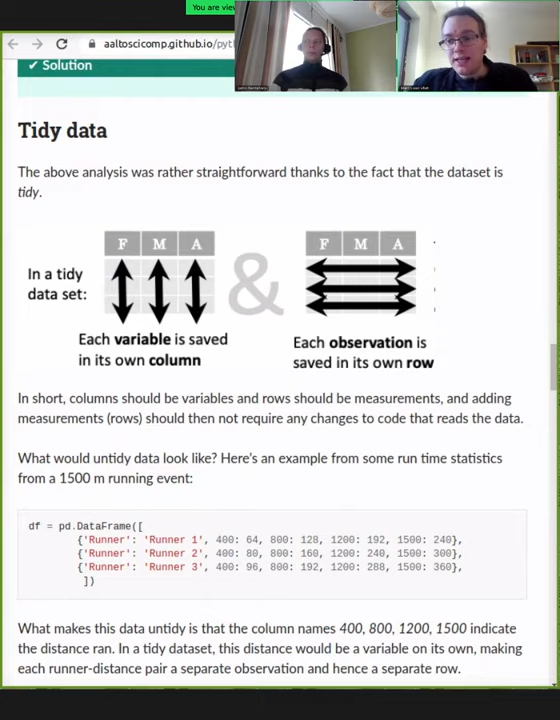 You are view
aaltoscicomp.github.io/pyt
✔ Solution
Tidy data
The above analysis was rather straightforward thanks to the fact that the dataset is
tidy.
F M A
F M A
In a tidy
data set:
&
Each variable is saved
in its own column
Each observation is
saved in its own row
In short, columns should be variables and rows should be measurements, and adding
measurements (rows) should then not require any changes to code that reads the data.
What would untidy data look like? Here's an example from some run time statistics
from a 1500 m running event:
df = pd.DataFrame([
{'Runner': 'Runner 1', 400: 64, 800: 128, 1200: 192, 1500: 240},
{'Runner': 'Runner 2', 400: 80, 800: 160, 1200: 240, 1500: 300},
{'Runner': 'Runner 3', 400: 96, 800: 192, 1200: 288, 1500: 360},
])
What makes this data untidy is that the column names 400, 800, 1200, 1500 indicate
the distance ran. In a tidy dataset, this distance would be a variable on its own, making
each runner-distance pair a separate observation and hence a separate row.